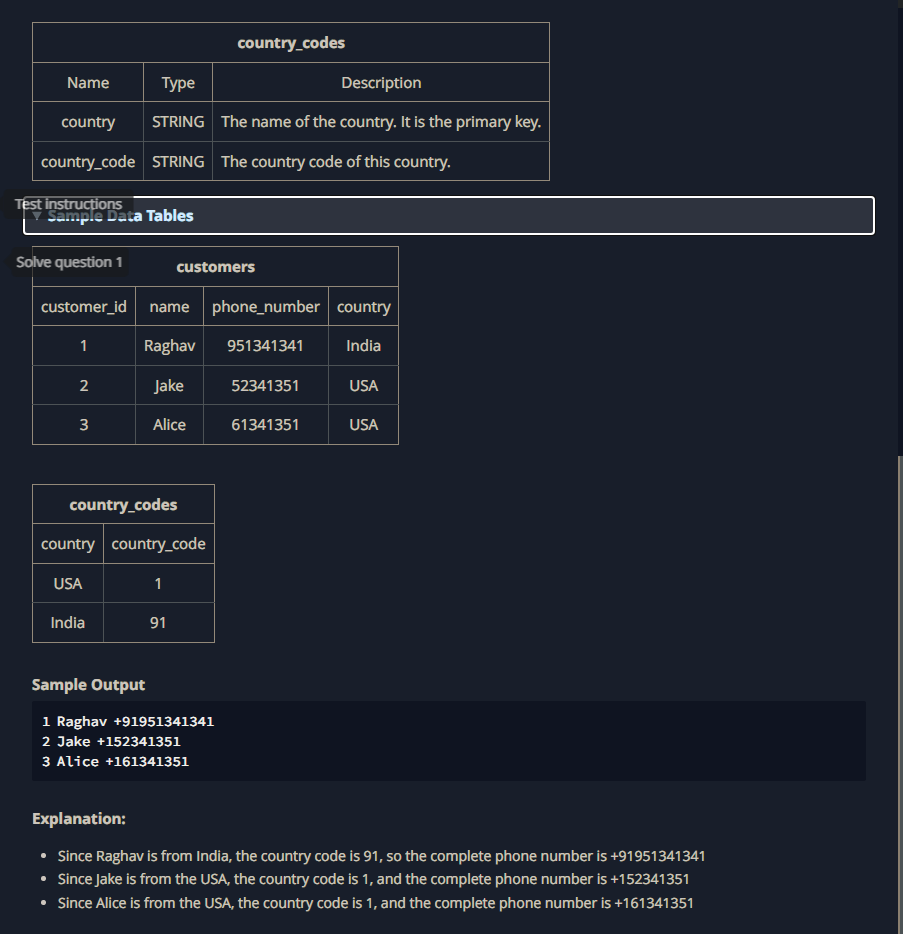 country_codes
Name Type Description
country STRING The name of the country. It is the primary key.
country_code STRING The country code of this country.
Test instructions
▼ Sample Data Tables
Solve question 1
customers
customer_id name phone_number country
1 Raghav 951341341 India
2 Jake 52341351 USA
3 Alice 61341351 USA
country_codes
country country_code
USA 1
India 91
Sample Output
1 Raghav +91951341341
2 Jake +152341351
3 Alice +161341351
Explanation:
• Since Raghav is from India, the country code is 91, so the complete phone number is +91951341341
• Since Jake is from the USA, the country code is 1, and the complete phone number is +152341351
• Since Alice is from the USA, the country code is 1, and the complete phone number is +161341351